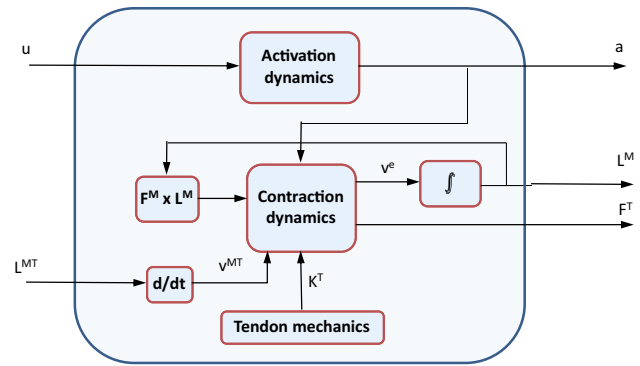 u
Activation
dynamics
a
F^M x L^M
Contraction
dynamics
v^e
∫
L^M
F^T
L^MT
d/dt
v^MT
K^T
Tendon mechanics